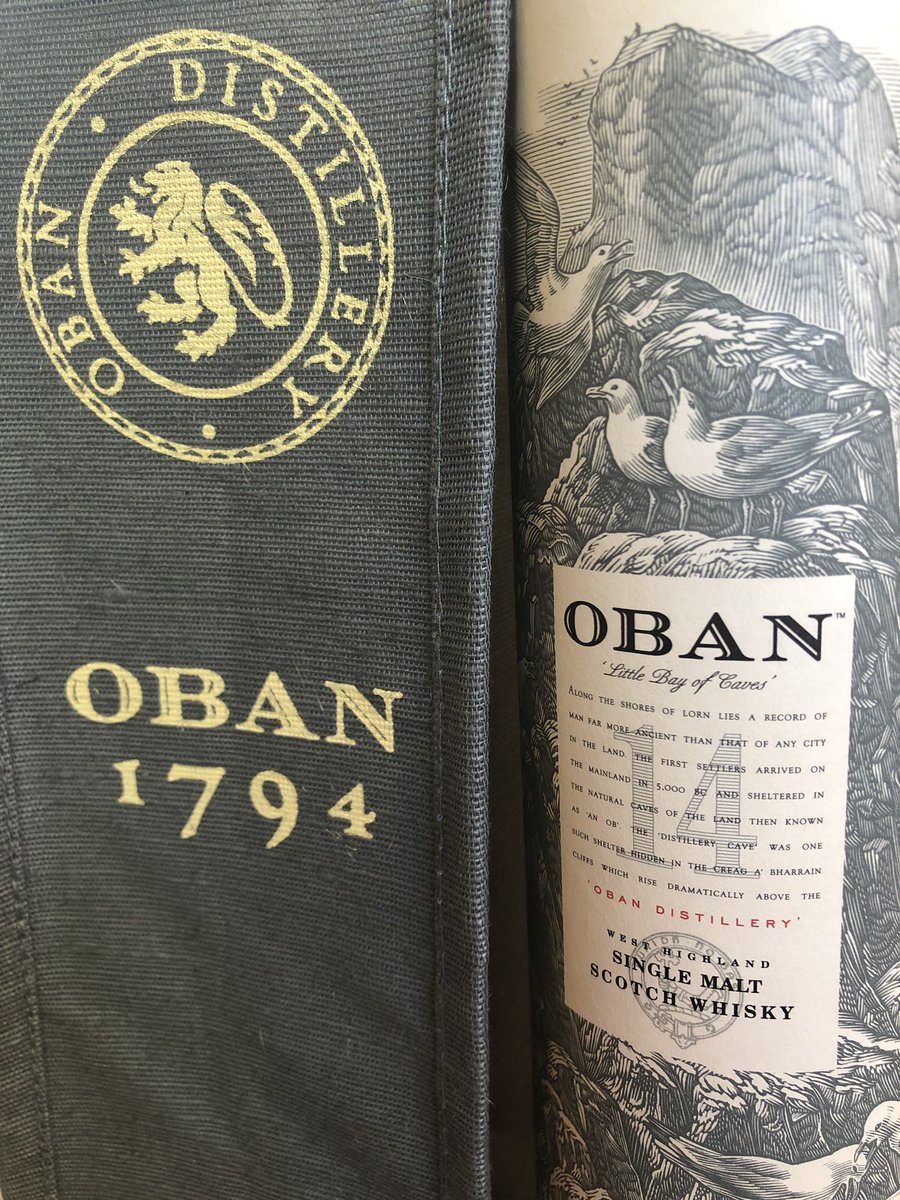 OBAN DISTILLERY
OBAN
1794
OBAN™
'Little Bay of Caves'
14
ALONG THE SHORES OF LORN LIES A RECORD OF
MAN FAR MORE ANCIENT THAN THAT OF ANY CITY
IN THE LAND. THE FIRST SETTLERS ARRIVED ON
THE MAINLAND IN 5,000 BC AND SHELTERED IN
THE NATURAL CAVES OF THE LAND THEN KNOWN
AS 'AN OB'. THE 'DISTILLERY CAVE' WAS ONE
SUCH SHELTER HIDDEN IN THE CREAG A' BHARRAIN
CLIFFS WHICH RISE DRAMATICALLY ABOVE THE
'OBAN DISTILLERY'
WEST HIGHLAND
SINGLE MALT
SCOTCH WHISKY